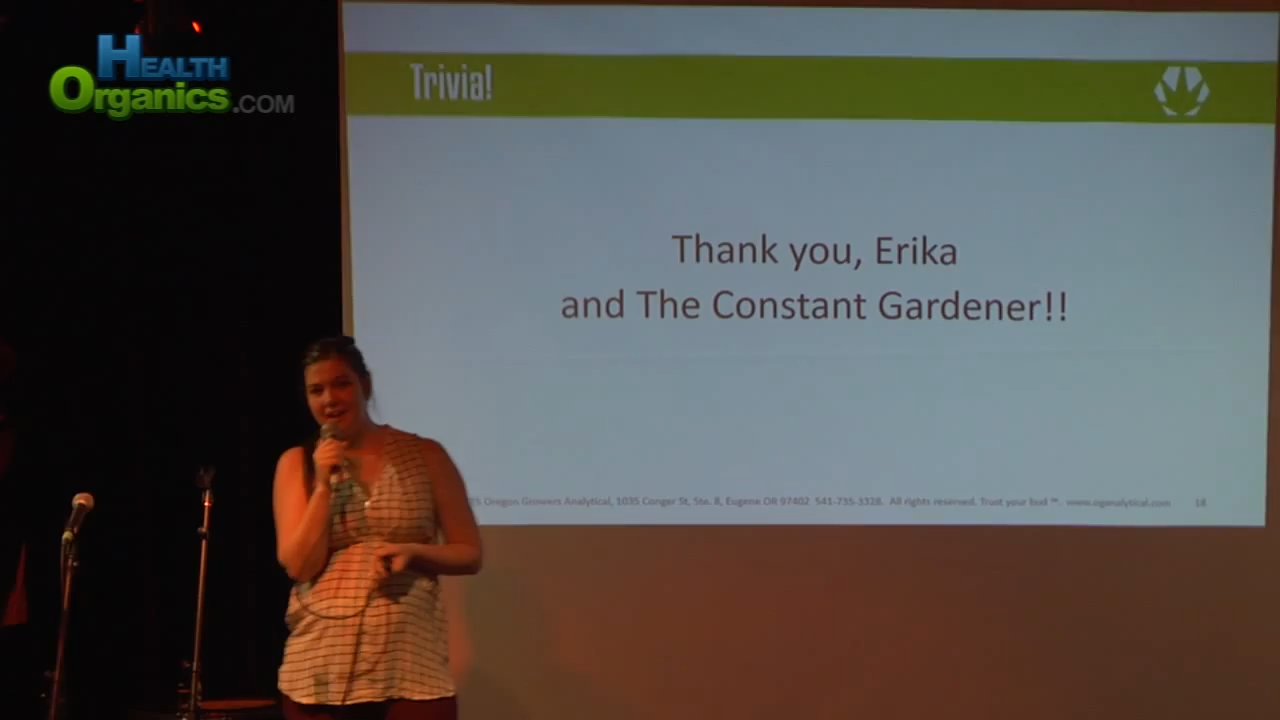 Health
Organics.com
Trivia!
Thank you, Erika
and The Constant Gardener!!
Oregon Growers Analytical, 1035 Conger St, Ste. 8, Eugene OR 97402 541-735-3328. All rights reserved. Trust your bud ™. www.oganalytical.com 18